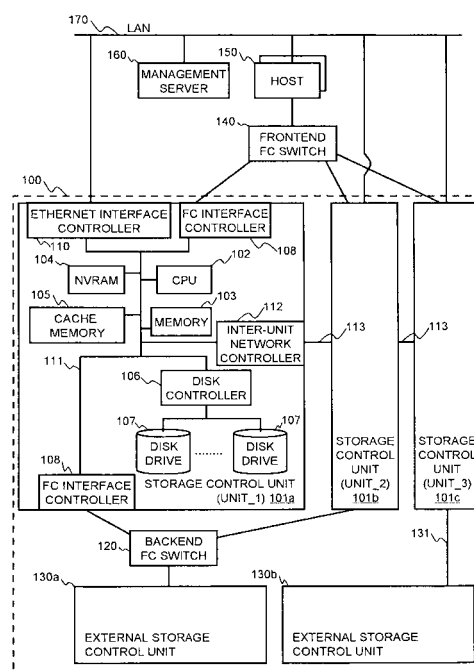 170
LAN
160
MANAGEMENT
SERVER
150
HOST
140
FRONTEND
FC SWITCH
100
ETHERNET INTERFACE
CONTROLLER
110
FC INTERFACE
CONTROLLER
108
104
NVRAM
102
CPU
105
CACHE
MEMORY
103
MEMORY
112
INTER-UNIT
NETWORK
CONTROLLER
113
113
111
106
DISK
CONTROLLER
107
DISK
DRIVE
........
107
DISK
DRIVE
108
FC INTERFACE
CONTROLLER
STORAGE CONTROL UNIT
(UNIT_1) 101a
STORAGE
CONTROL
UNIT
(UNIT_2)
101b
STORAGE
CONTROL
UNIT
(UNIT_3)
101c
120
BACKEND
FC SWITCH
131
130a
EXTERNAL STORAGE
CONTROL UNIT
130b
EXTERNAL STORAGE
CONTROL UNIT